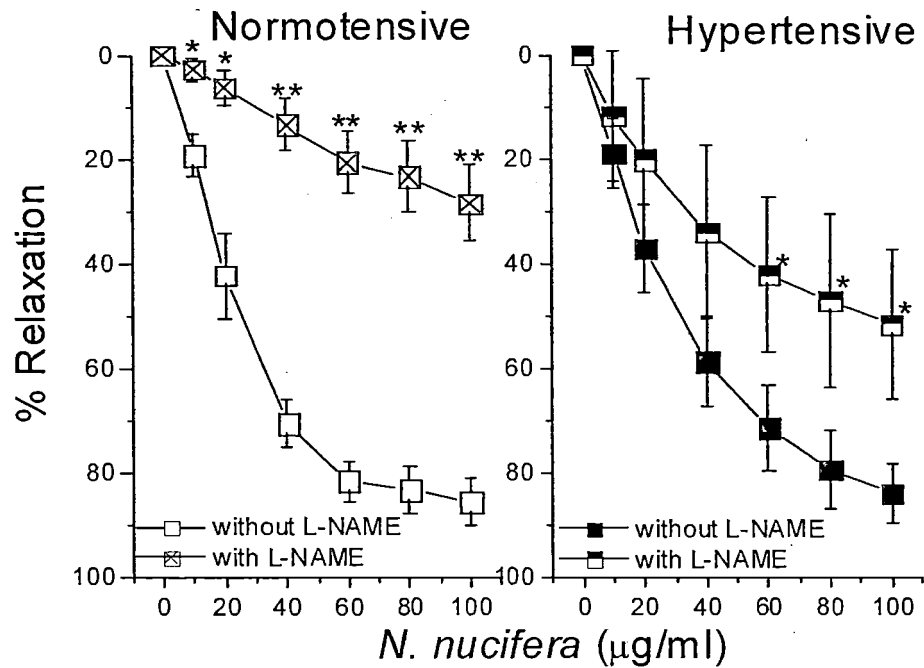 Normotensive
Hypertensive
% Relaxation
0
20
40
60
80
100
* * ** ** ** **
without L-NAME
with L-NAME
0 20 40 60 80 100
0
20
40
60
80
100
* * *
without L-NAME
with L-NAME
0 20 40 60 80 100
N. nucifera (μg/ml)